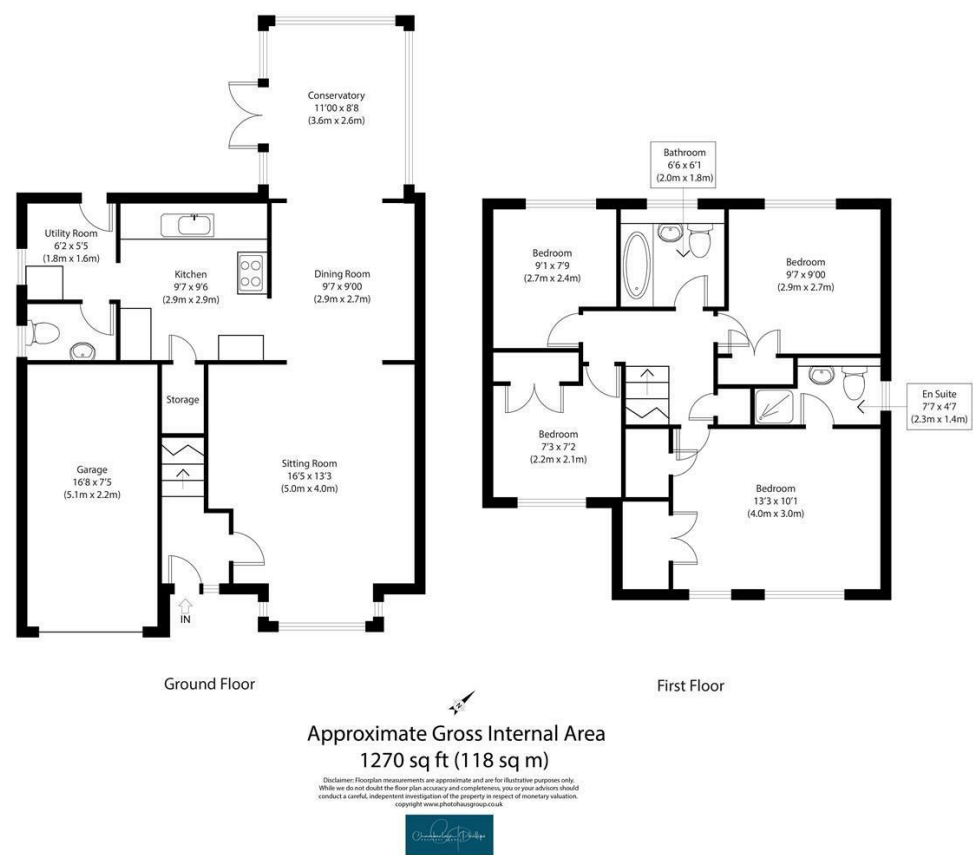 Conservatory
11'00 x 8'8
(3.6m x 2.6m)
Utility Room
6'2 x 5'5
(1.8m x 1.6m)
Kitchen
9'7 x 9'6
(2.9m x 2.9m)
Dining Room
9'7 x 9'00
(2.9m x 2.7m)
Storage
Garage
16'8 x 7'5
(5.1m x 2.2m)
Sitting Room
16'5 x 13'3
(5.0m x 4.0m)
IN
Ground Floor
Bathroom
6'6 x 6'1
(2.0m x 1.8m)
Bedroom
9'1 x 7'9
(2.7m x 2.4m)
Bedroom
9'7 x 9'00
(2.9m x 2.7m)
En Suite
7'7 x 4'7
(2.3m x 1.4m)
Bedroom
7'3 x 7'2
(2.2m x 2.1m)
Bedroom
13'3 x 10'1
(4.0m x 3.0m)
First Floor
N
Approximate Gross Internal Area
1270 sq ft (118 sq m)
Disclaimer: Floorplan measurements are approximate and are for illustrative purposes only.
While we do not doubt the floor plan accuracy and completeness, you or your advisors should
conduct a careful, independent investigation of the property in respect of monetary valuation.
copyright www.photohausgroup.co.uk
Chamberlain Phillips